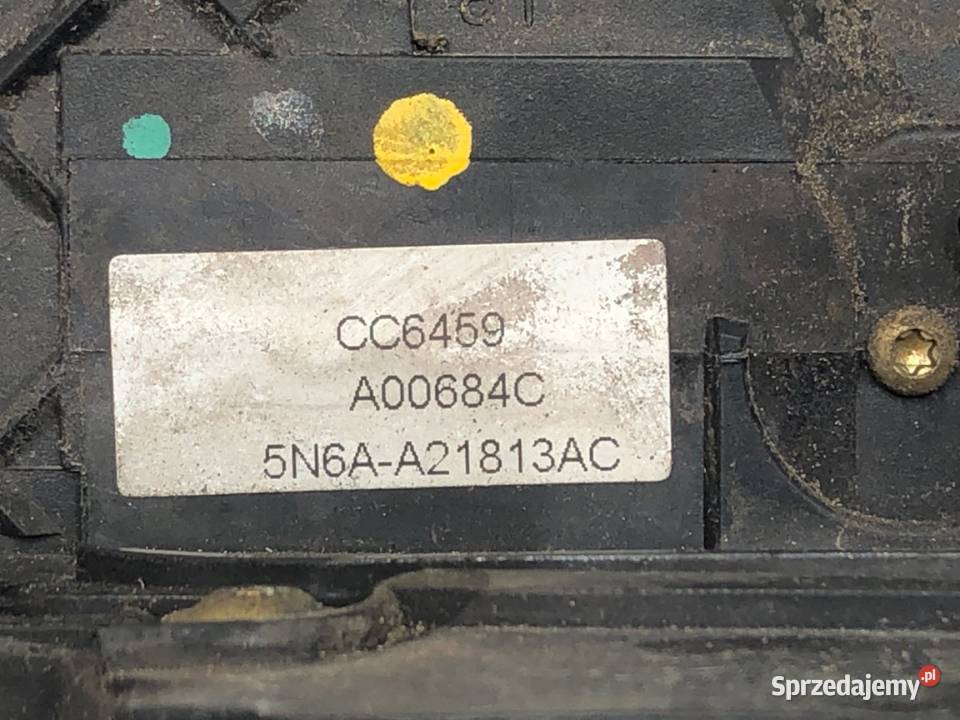 CC6459
A00684C
5N6A-A21813AC
Sprzedajemy.pl